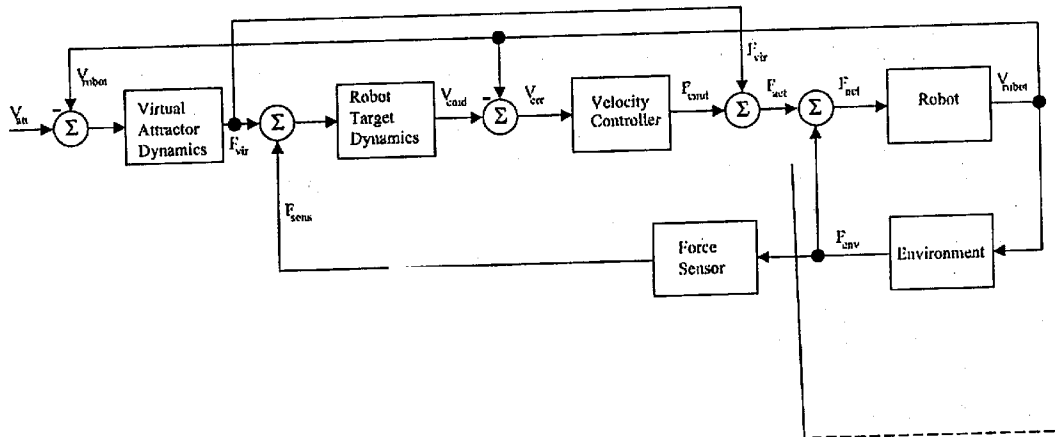 F_vir
V_robot
V_att
-
Σ
Virtual
Attractor
Dynamics
F_vir
Σ
Robot
Target
Dynamics
V_cmd
-
Σ
V_err
Velocity
Controller
F_cmd
Σ
F_act
Σ
F_net
Robot
V_robot
F_sens
Force
Sensor
F_env
Environment